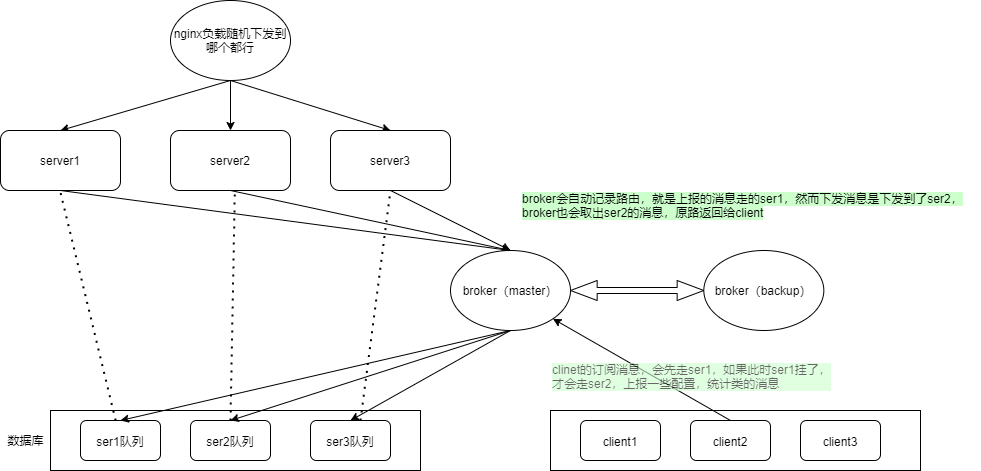 nginx负载随机下发到
哪个都行
server1
server2
server3
broker会自动记录路由，就是上报的消息走的ser1，然而下发消息是下发到了ser2，
broker也会取出ser2的消息，原路返回给client
broker（master）
broker（backup）
clinet的订阅消息，会先走ser1，如果此时ser1挂了，
才会走ser2，上报一些配置，统计类的消息
数据库
ser1队列
ser2队列
ser3队列
client1
client2
client3